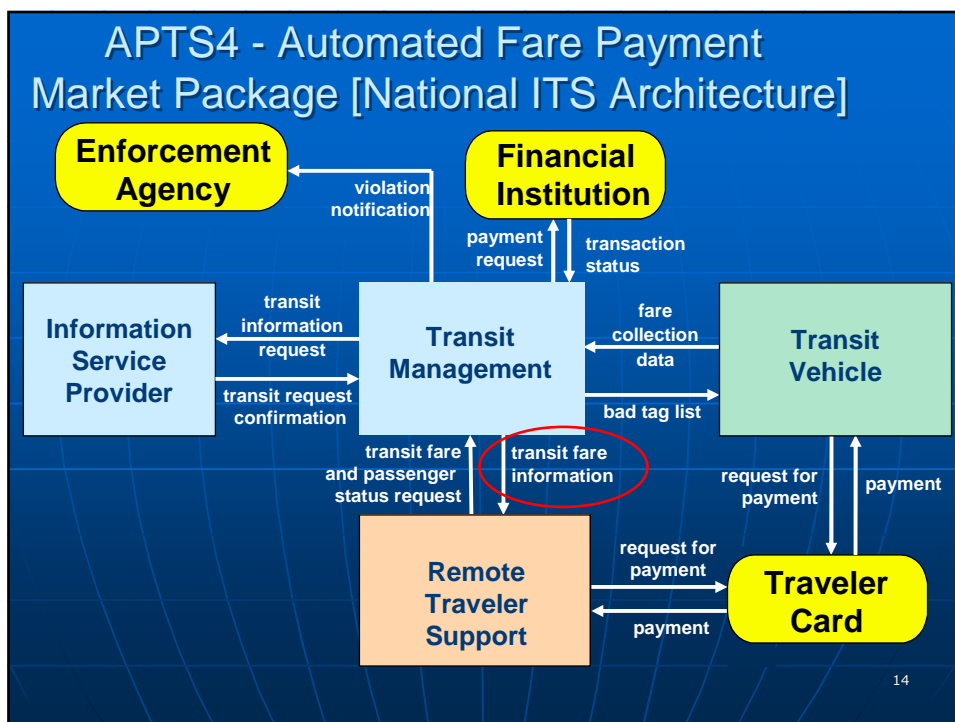 APTS4 - Automated Fare Payment
Market Package [National ITS Architecture]
Enforcement
Agency
violation
notification
Financial
Institution
payment
request
transaction
status
Information
Service
Provider
transit
information
request
transit request
confirmation
Transit
Management
fare
collection
data
bad tag list
Transit
Vehicle
transit fare
and passenger
status request
transit fare
information
request for
payment
payment
Remote
Traveler
Support
request for
payment
payment
Traveler
Card
14